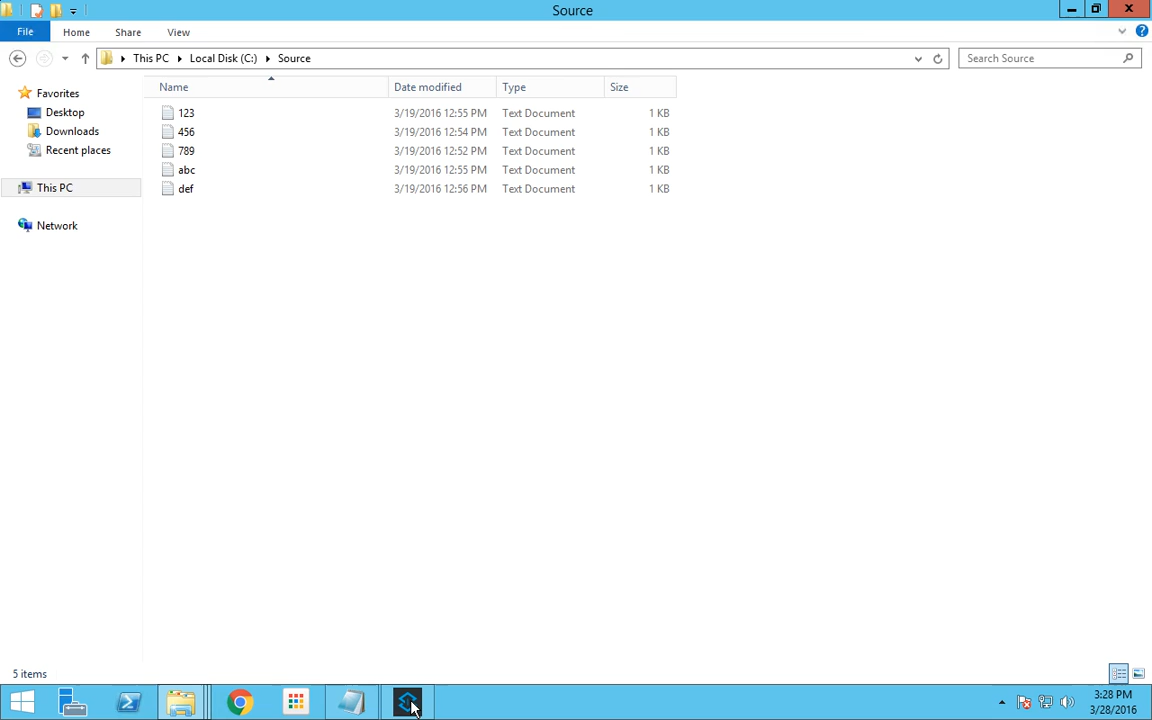 Source
File Home Share View
This PC Local Disk (C:) Source Search Source
Name Date modified Type Size
Favorites
Desktop
Downloads
Recent places
This PC
Network
123 3/19/2016 12:55 PM Text Document 1 KB
456 3/19/2016 12:54 PM Text Document 1 KB
789 3/19/2016 12:52 PM Text Document 1 KB
abc 3/19/2016 12:55 PM Text Document 1 KB
def 3/19/2016 12:56 PM Text Document 1 KB
5 items
3:28 PM
3/28/2016